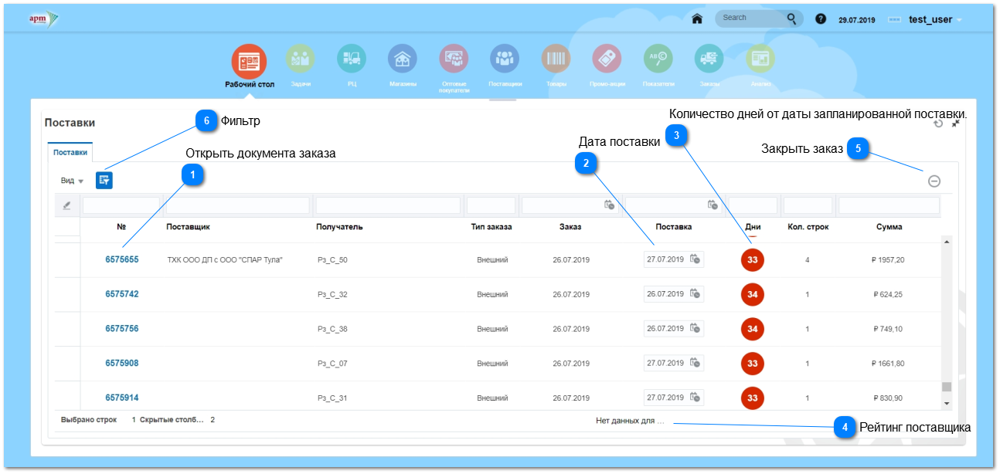 арт
Search
?
29.07.2019
test_user
Рабочий стол
Задачи
РЦ
Магазины
Оптовые
покупатели
Поставщики
Товары
Промо-акции
Показатели
Заказы
Анализ
Поставки
6 Фильтр
Количество дней от даты запланированной поставки.
3
Поставки
Открыть документа заказа
1
Дата поставки
2
Закрыть заказ 5
Вид
№ Поставщик Получатель Тип заказа Заказ Поставка Дни Кол. строк Сумма
6575655 ТХК ООО ДП с ООО "СПАР Тула" Рз_С_50 Внешний 26.07.2019 27.07.2019 33 4 ₽ 1957,20
6575742 Рз_С_32 Внешний 26.07.2019 26.07.2019 34 1 ₽ 624,25
6575756 Рз_С_38 Внешний 26.07.2019 26.07.2019 34 1 ₽ 749,10
6575908 Рз_С_07 Внешний 26.07.2019 27.07.2019 33 1 ₽ 1661,80
6575914 Рз_С_31 Внешний 26.07.2019 27.07.2019 33 1 ₽ 830,90
Выбрано строк 1 Скрытые столб... 2
Нет данных для ...
4 Рейтинг поставщика